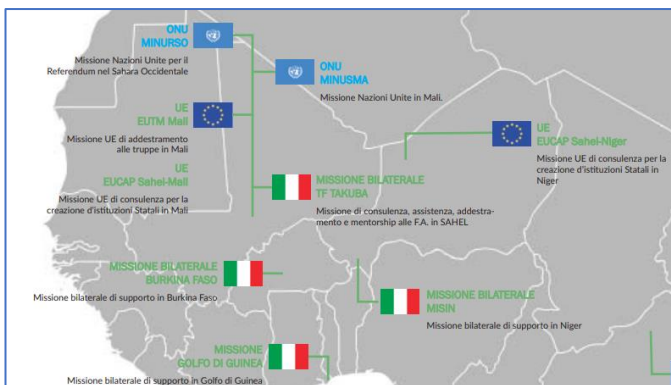 ONU
MINURSO
Missione Nazioni Unite per il
Referendum nel Sahara Occidentale
ONU
MINUSMA
Missione Nazioni Unite in Mali.
UE
EUTM Mali
Missione UE di addestramento
alle truppe in Mali
UE
EUCAP Sahel-Niger
Missione UE di consulenza per la
creazione d'istituzioni Statali in
Niger
UE
EUCAP Sahel-Mali
Missione UE di consulenza per la
creazione d'istituzioni Statali in Mali
MISSIONE BILATERALE
TF TAKUBA
Missione di consulenza, assistenza, addestra-
mento e mentorship alle F.A. in SAHEL
MISSIONE BILATERALE
BURKINA FASO
Missione bilaterale di supporto in Burkina Faso
MISSIONE BILATERALE
MISIN
Missione bilaterale di supporto in Niger
MISSIONE
GOLFO DI GUINEA
Missione bilaterale di supporto in Golfo di Guinea